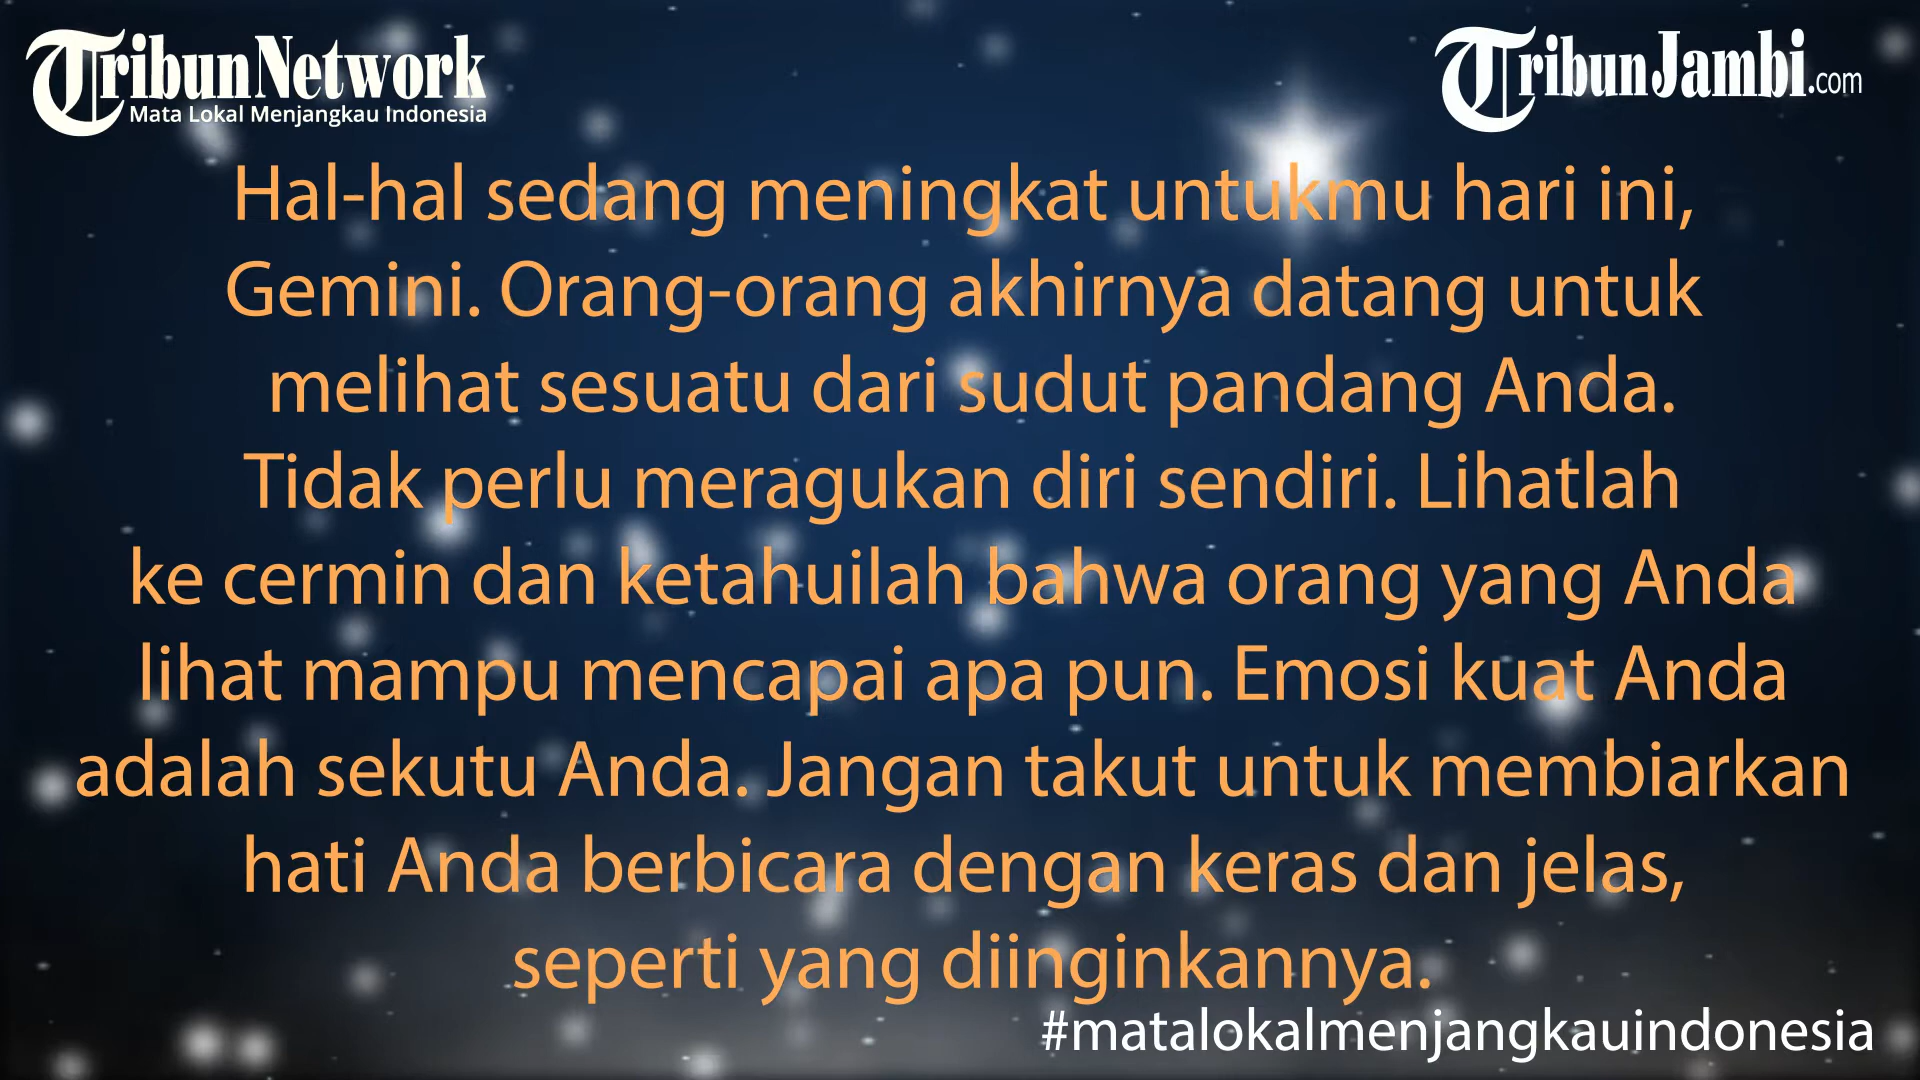 TribunNetwork
Mata Lokal Menjangkau Indonesia
TribunJambi.com
Hal-hal sedang meningkat untukmu hari ini,
Gemini. Orang-orang akhirnya datang untuk
melihat sesuatu dari sudut pandang Anda.
Tidak perlu meragukan diri sendiri. Lihatlah
ke cermin dan ketahuilah bahwa orang yang Anda
lihat mampu mencapai apa pun. Emosi kuat Anda
adalah sekutu Anda. Jangan takut untuk membiarkan
hati Anda berbicara dengan keras dan jelas,
seperti yang diinginkannya.
#matalokalmenjangkauindonesia